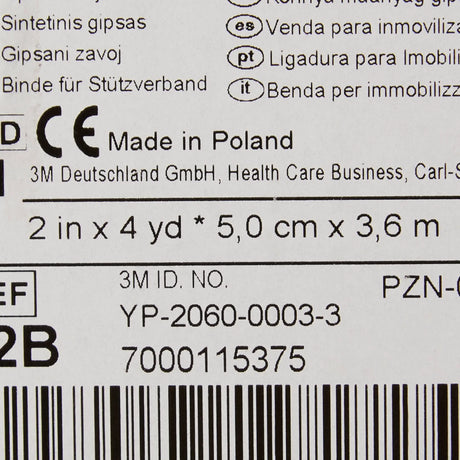 Sintetinis gipsas
es Venda para inmoviliza
Gipsani zavoj
pt Ligadura para Imobili
Binde für Stützverband
it Benda per immobilizz
D CE Made in Poland
3M Deutschland GmbH, Health Care Business, Carl-S
2 in x 4 yd * 5,0 cm x 3,6 m
EF
3M ID. NO.
PZN-0
YP-2060-0003-3
2B
7000115375